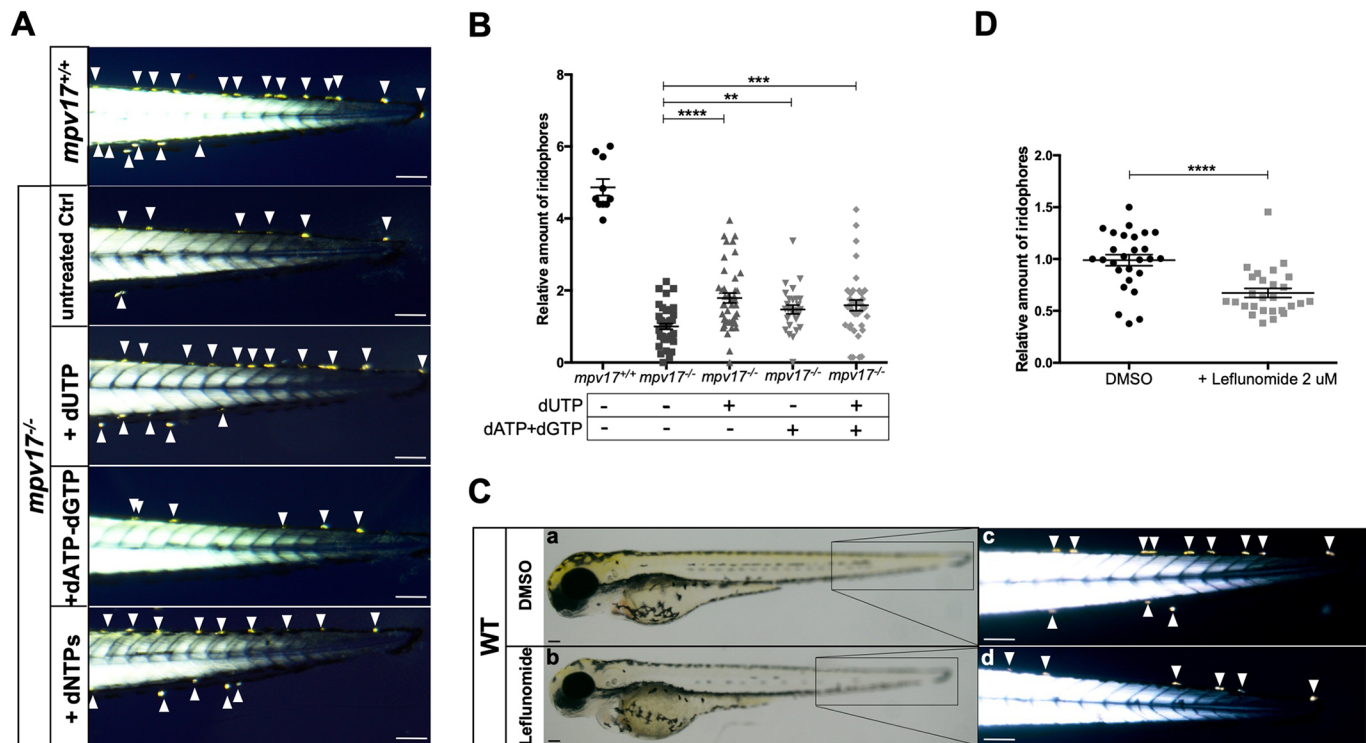 A
mpv17+/+
mpv17-/-
untreated Ctrl
+ dUTP
+dATP-dGTP
+ dNTPs
B
Relative amount of iridophores
8
6
4
2
0
***
**
****
mpv17+/+ mpv17-/- mpv17-/- mpv17-/- mpv17-/-
dUTP - - + - +
dATP+dGTP - - - + +
D
Relative amount of iridophores
2.0
1.5
1.0
0.5
0.0
****
DMSO + Leflunomide 2 uM
C
WT
DMSO
Leflunomide
a
b
c
d